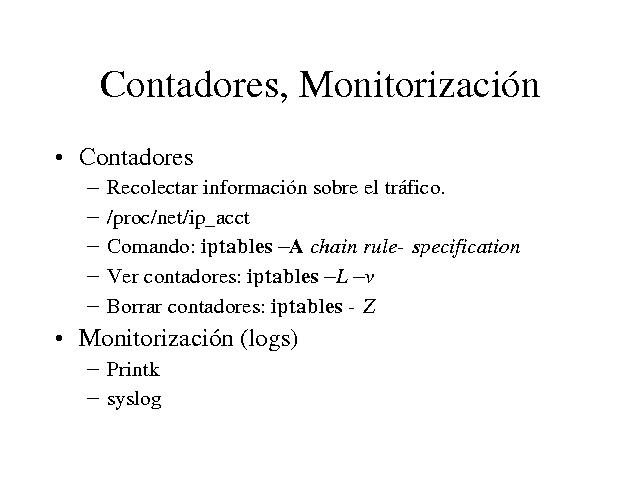 Contadores, Monitorización
• Contadores
– Recolectar información sobre el tráfico.
– /proc/net/ip_acct
– Comando: iptables –A chain rule- specification
– Ver contadores: iptables –L –v
– Borrar contadores: iptables - Z
• Monitorización (logs)
– Printk
– syslog